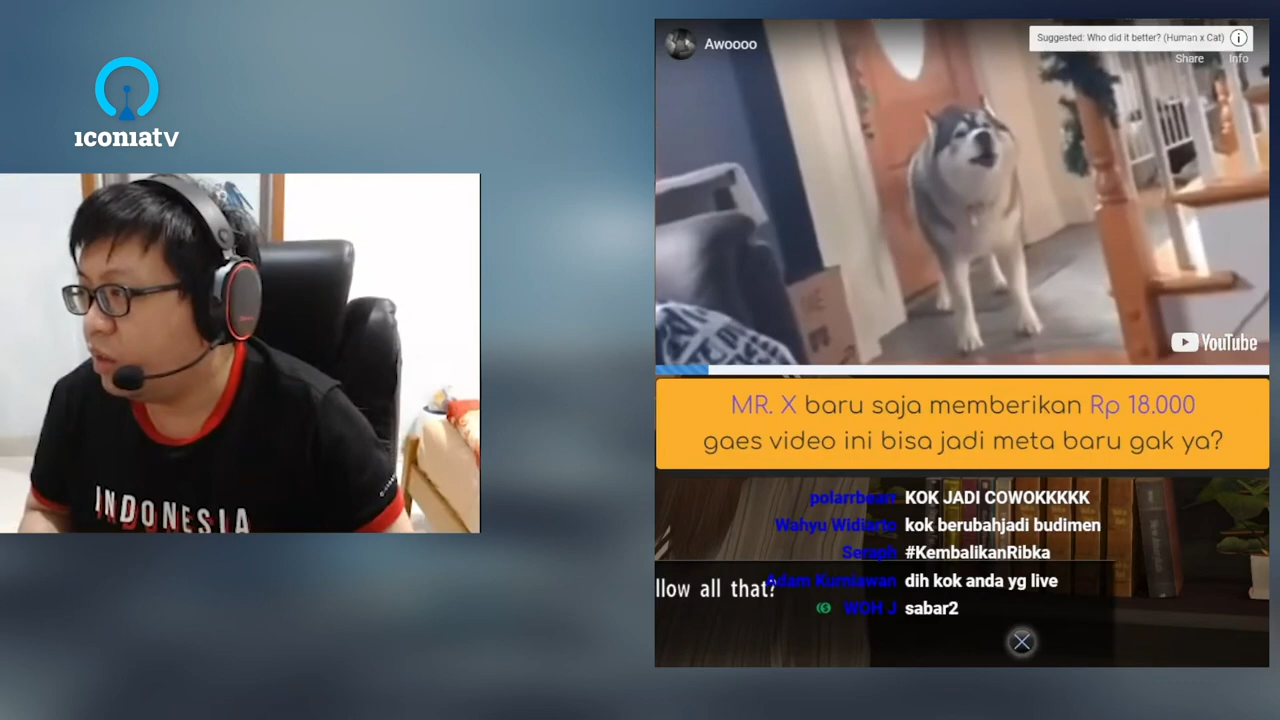 ıconıatv
INDONESIA
Awoooo
Suggested: Who did it better? (Human x Cat)
Share
Info
YouTube
MR. X baru saja memberikan Rp 18.000
gaes video ini bisa jadi meta baru gak ya?
polarrbearr KOK JADI COWOKKKKK
Wahyu Widiarto kok berubahjadi budimen
Seraph #KembalikanRibka
Adam Kurniawan dih kok anda yg live
llow all that?
WOH J sabar2